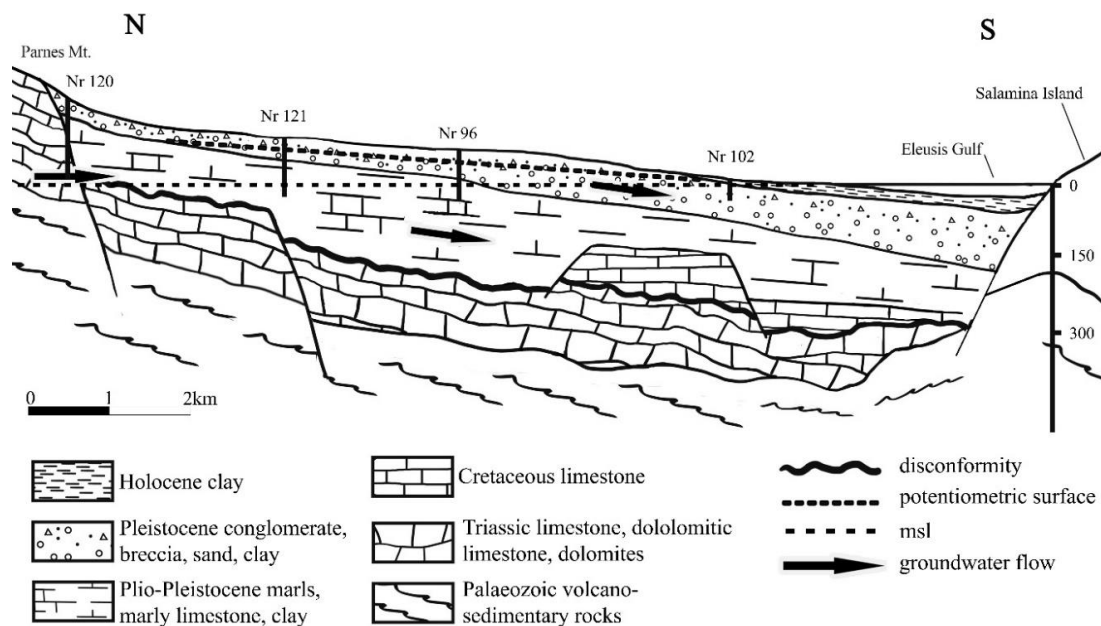 N
S
Parnes Mt.
Nr 120
Salamina Island
Nr 121
Nr 96
Eleusis Gulf
Nr 102
0
150
300
0 1 2km
Holocene clay
Pleistocene conglomerate,
breccia, sand, clay
Plio-Pleistocene marls,
marly limestone, clay
Cretaceous limestone
Triassic limestone, dololomitic
limestone, dolomites
Palaeozoic volcano-
sedimentary rocks
disconformity
potentiometric surface
msl
groundwater flow